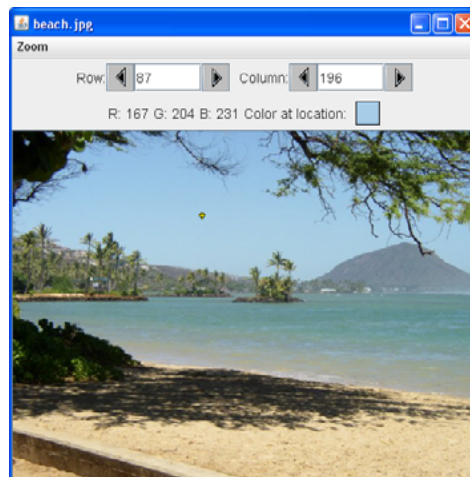 beach.jpg
Zoom
Row: 87 Column: 196
R: 167 G: 204 B: 231 Color at location: